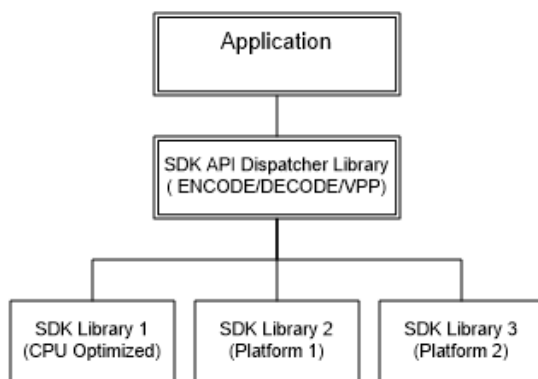 Application
SDK API Dispatcher Library
( ENCODE/DECODE/VPP)
SDK Library 1
(CPU Optimized)
SDK Library 2
(Platform 1)
SDK Library 3
(Platform 2)